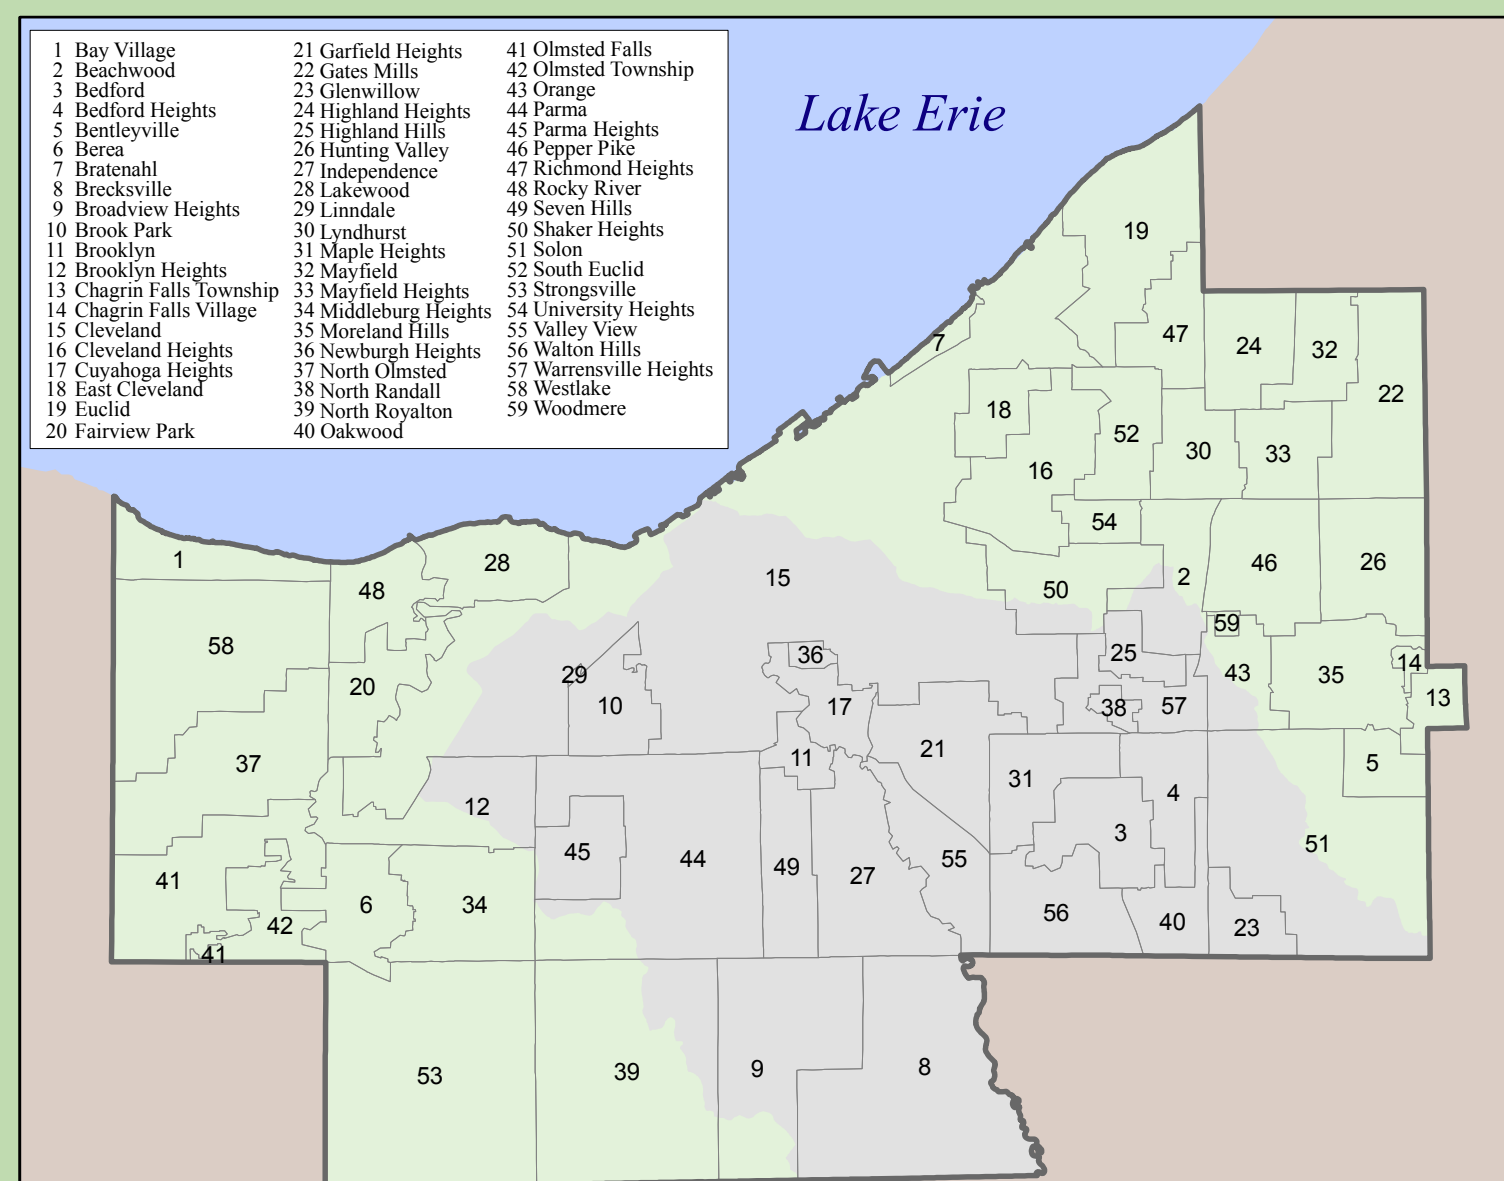 1 Bay Village
2 Beachwood
3 Bedford
4 Bedford Heights
5 Bentleyville
6 Berea
7 Bratenahl
8 Brecksville
9 Broadview Heights
10 Brook Park
11 Brooklyn
12 Brooklyn Heights
13 Chagrin Falls Township
14 Chagrin Falls Village
15 Cleveland
16 Cleveland Heights
17 Cuyahoga Heights
18 East Cleveland
19 Euclid
20 Fairview Park
21 Garfield Heights
22 Gates Mills
23 Glenwillow
24 Highland Heights
25 Highland Hills
26 Hunting Valley
27 Independence
28 Lakewood
29 Linndale
30 Lyndhurst
31 Maple Heights
32 Mayfield
33 Mayfield Heights
34 Middleburg Heights
35 Moreland Hills
36 Newburgh Heights
37 North Olmsted
38 North Randall
39 North Royalton
40 Oakwood
41 Olmsted Falls
42 Olmsted Township
43 Orange
44 Parma
45 Parma Heights
46 Pepper Pike
47 Richmond Heights
48 Rocky River
49 Seven Hills
50 Shaker Heights
51 Solon
52 South Euclid
53 Strongsville
54 University Heights
55 Valley View
56 Walton Hills
57 Warrensville Heights
58 Westlake
59 Woodmere
Lake Erie
19
47
7
24
32
22
18
52
16
30
33
54
1
28
48
15
50
2
46
26
59
58
36
25
14
29
20
43
35
10
17
38
57
13
21
11
37
31
5
12
4
3
51
45
44
49
27
55
41
6
34
42
56
40
23
41
53
39
9
8